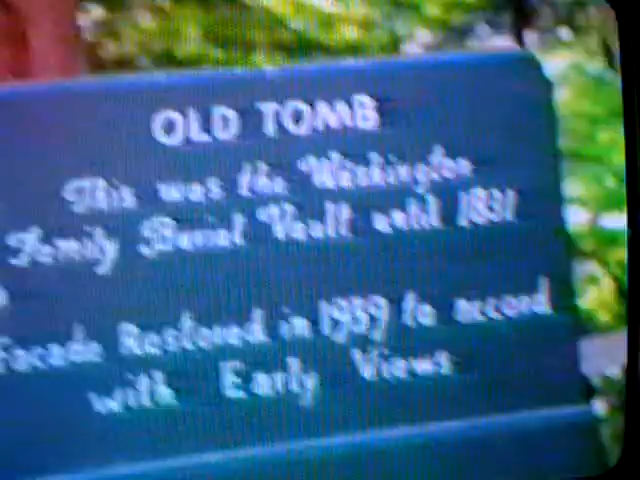 OLD TOMB
This was the Washington
Family Burial Vault until 1831
Facade Restored in 1939 to accord
with Early Views